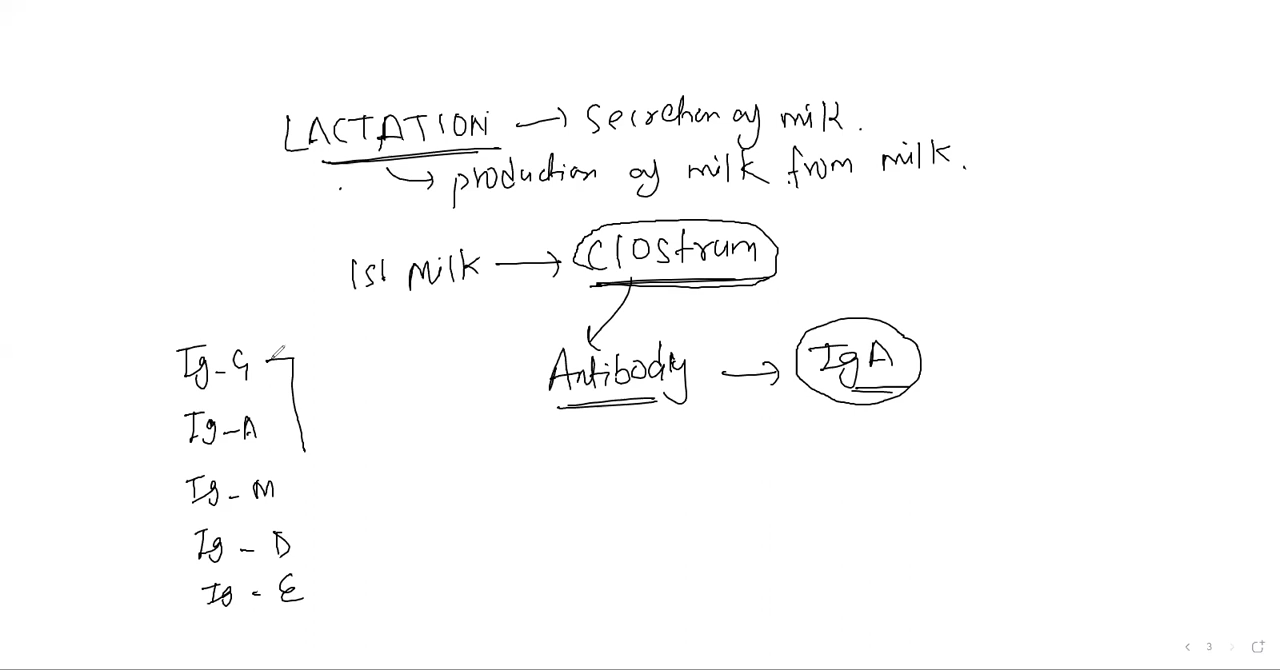 LACTATION → Secretion of milk.
→ production of milk from milk.
1st Milk → Clostrum
Antibody → IgA
Ig-G
Ig-A
Ig-M
Ig-D
Ig-E
3